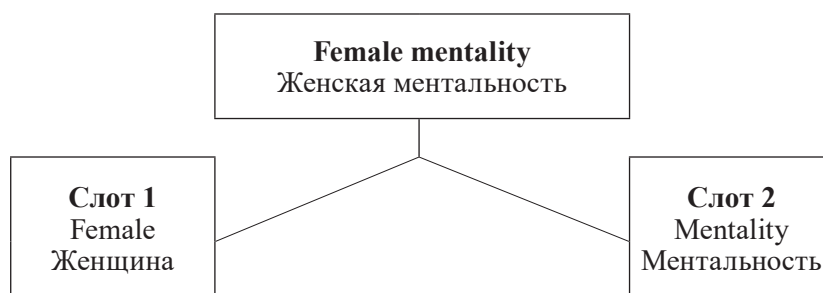 Female mentality
Женская ментальность
Слот 1
Female
Женщина
Слот 2
Mentality
Ментальность